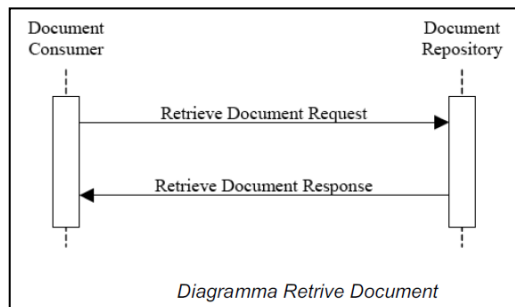 Document
Consumer
Document
Repository
Retrieve Document Request
Retrieve Document Response
Diagramma Retrive Document